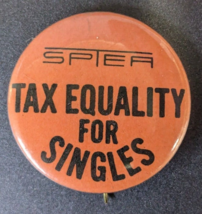 SPTEA
TAX EQUALITY
FOR
SINGLES